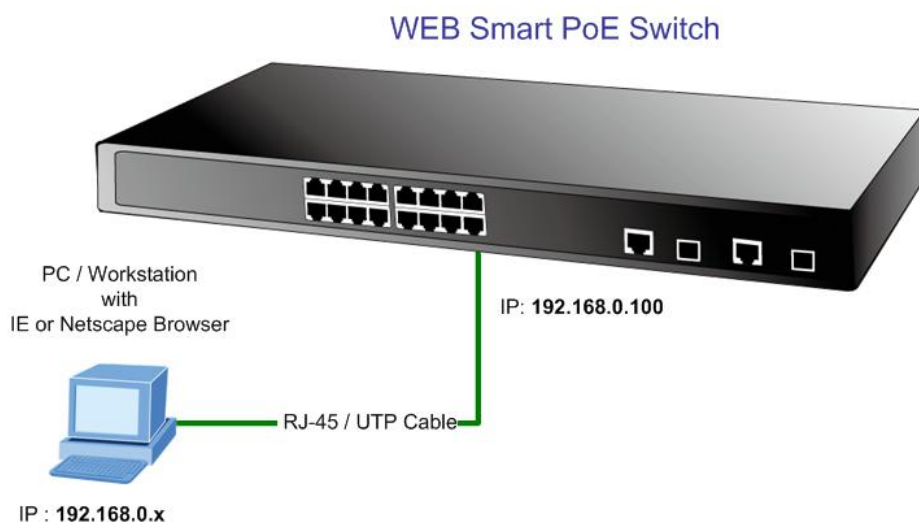 WEB Smart PoE Switch
PC / Workstation
with
IE or Netscape Browser
IP: 192.168.0.100
RJ-45 / UTP Cable
IP : 192.168.0.x